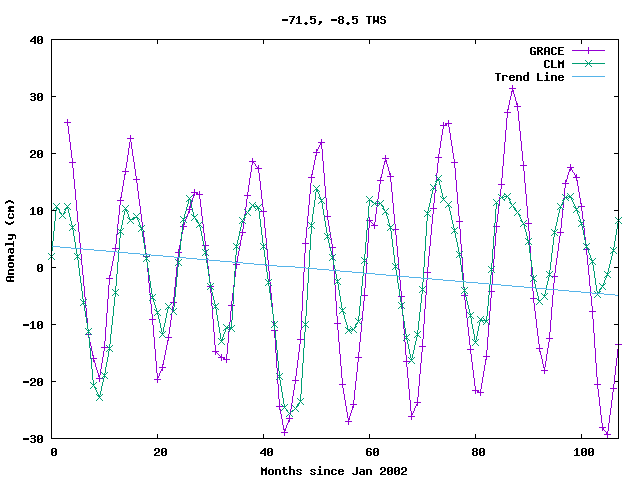 -71.5, -8.5 TWS
GRACE
CLM
Trend Line
40
30
20
10
0
-10
-20
-30
Anomaly (cm)
0 20 40 60 80 100
Months since Jan 2002